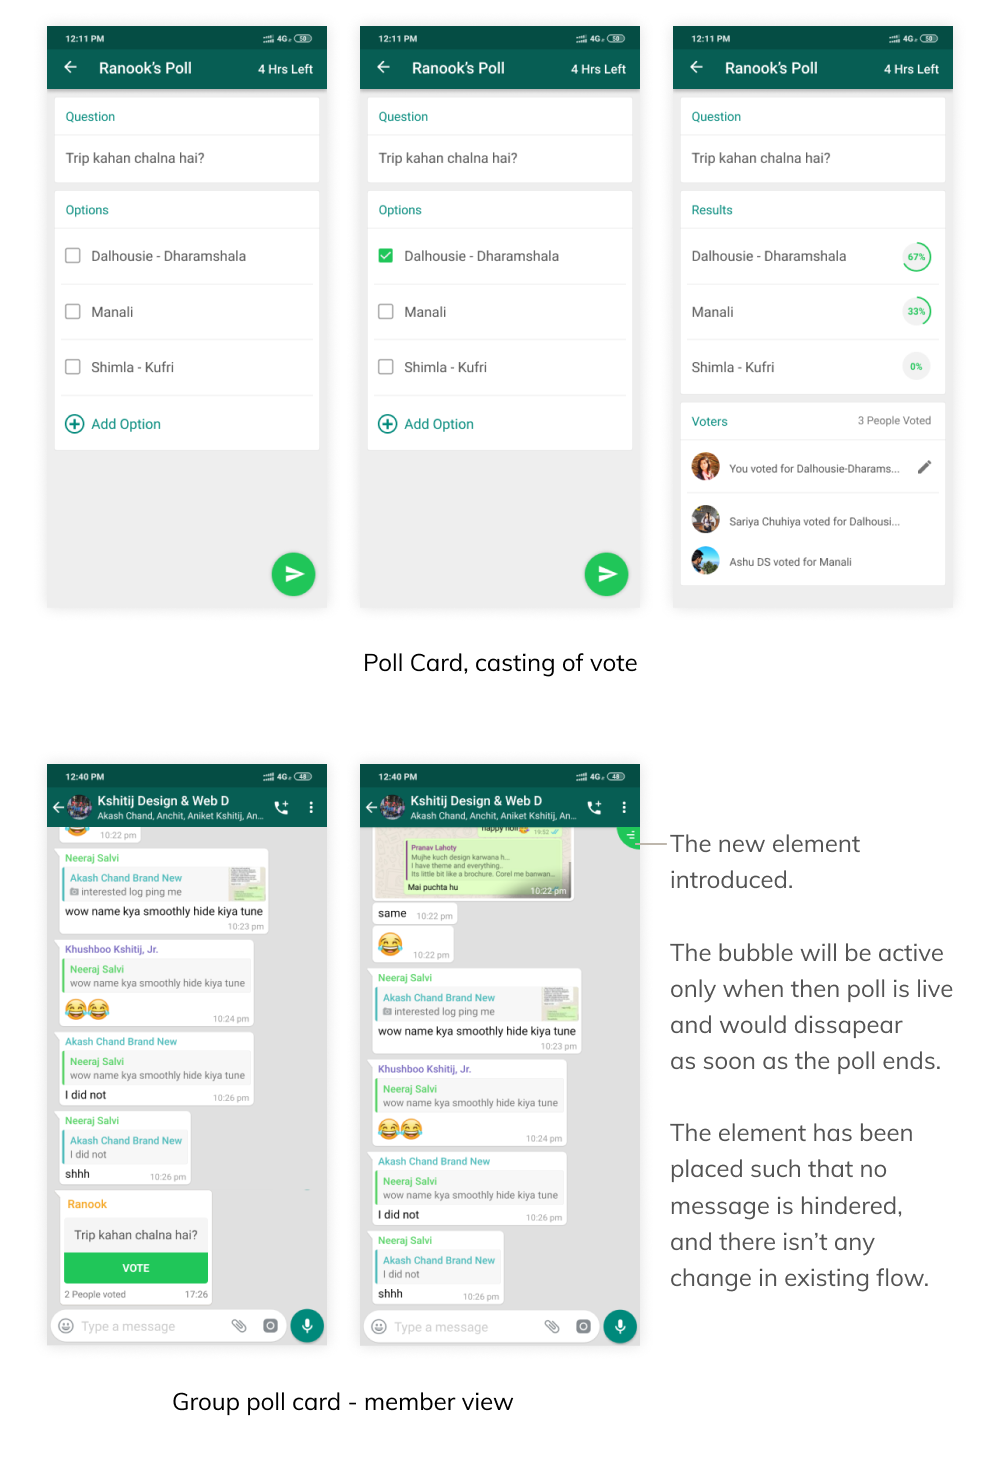 12:11 PM
4G
50
Ranook's Poll
4 Hrs Left
Question
Trip kahan chalna hai?
Options
Dalhousie - Dharamshala
Manali
Shimla - Kufri
Add Option
12:11 PM
4G
50
Ranook's Poll
4 Hrs Left
Question
Trip kahan chalna hai?
Options
Dalhousie - Dharamshala
Manali
Shimla - Kufri
Add Option
12:11 PM
4G
50
Ranook's Poll
4 Hrs Left
Question
Trip kahan chalna hai?
Results
Dalhousie - Dharamshala
67%
Manali
33%
Shimla - Kufri
0%
Voters
3 People Voted
You voted for Dalhousie-Dharams...
Sariya Chuhiya voted for Dalhousi...
Ashu DS voted for Manali
Poll Card, casting of vote
12:40 PM
4G
48
Kshitij Design & Web D
Akash Chand, Anchit, Aniket Kshitij, An...
10:22 pm
Neeraj Salvi
Akash Chand Brand New
interested log ping me
wow name kya smoothly hide kiya tune
10:23 pm
Khushboo Kshitij, Jr.
Neeraj Salvi
wow name kya smoothly hide kiya tune
😂😂
10:24 pm
Akash Chand Brand New
Neeraj Salvi
wow name kya smoothly hide kiya tune
I did not
10:26 pm
Neeraj Salvi
Akash Chand Brand New
I did not
shhh
10:26 pm
Ranook
Trip kahan chalna hai?
VOTE
2 People voted
17:26
Type a message
12:40 PM
4G
48
Kshitij Design & Web D
Akash Chand, Anchit, Aniket Kshitij, An...
happy holi
19:52
Pranav Lahoty
Mujhe kuch design karwana h...
I have theme and everything..
Its little bit like a brochure. Corel me banwan...
Mai puchta hu
10:22 pm
same
10:22 pm
😂
10:22 pm
Neeraj Salvi
Akash Chand Brand New
interested log ping me
wow name kya smoothly hide kiya tune
10:23 pm
Khushboo Kshitij, Jr.
Neeraj Salvi
wow name kya smoothly hide kiya tune
😂😂
10:24 pm
Akash Chand Brand New
Neeraj Salvi
wow name kya smoothly hide kiya tune
I did not
10:26 pm
Neeraj Salvi
Akash Chand Brand New
I did not
shhh
10:26 pm
Type a message
The new element
introduced.
The bubble will be active
only when then poll is live
and would dissapear
as soon as the poll ends.
The element has been
placed such that no
message is hindered,
and there isn't any
change in existing flow.
Group poll card - member view